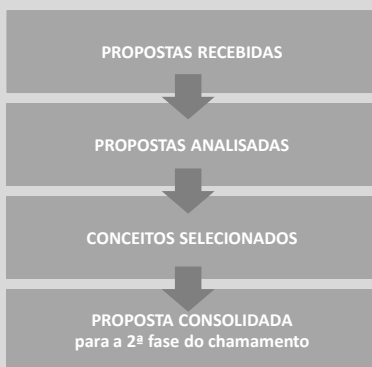 PROPOSTAS RECEBIDAS
PROPOSTAS ANALISADAS
CONCEITOS SELECIONADOS
PROPOSTA CONSOLIDADA
para a 2ª fase do chamamento